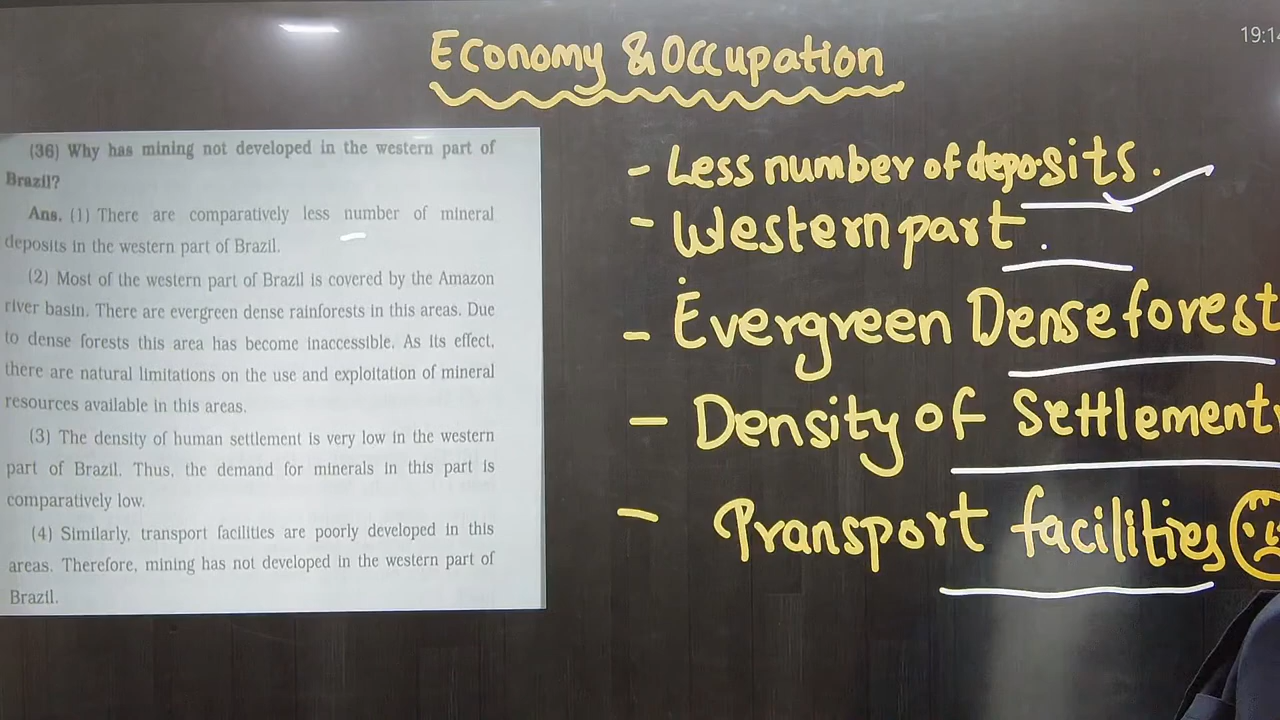 Economy & Occupation
19:14
(36) Why has mining not developed in the western part of
Brazil?
Ans. (1) There are comparatively less number of mineral
deposits in the western part of Brazil.
(2) Most of the western part of Brazil is covered by the Amazon
river basin. There are evergreen dense rainforests in this areas. Due
to dense forests this area has become inaccessible. As its effect,
there are natural limitations on the use and exploitation of mineral
resources available in this areas.
(3) The density of human settlement is very low in the western
part of Brazil. Thus, the demand for minerals in this part is
comparatively low.
(4) Similarly, transport facilities are poorly developed in this
areas. Therefore, mining has not developed in the western part of
Brazil.
- Less number of deposits.
- Western part.
- Evergreen Dense forest
- Density of Settlement
- Transport facilities